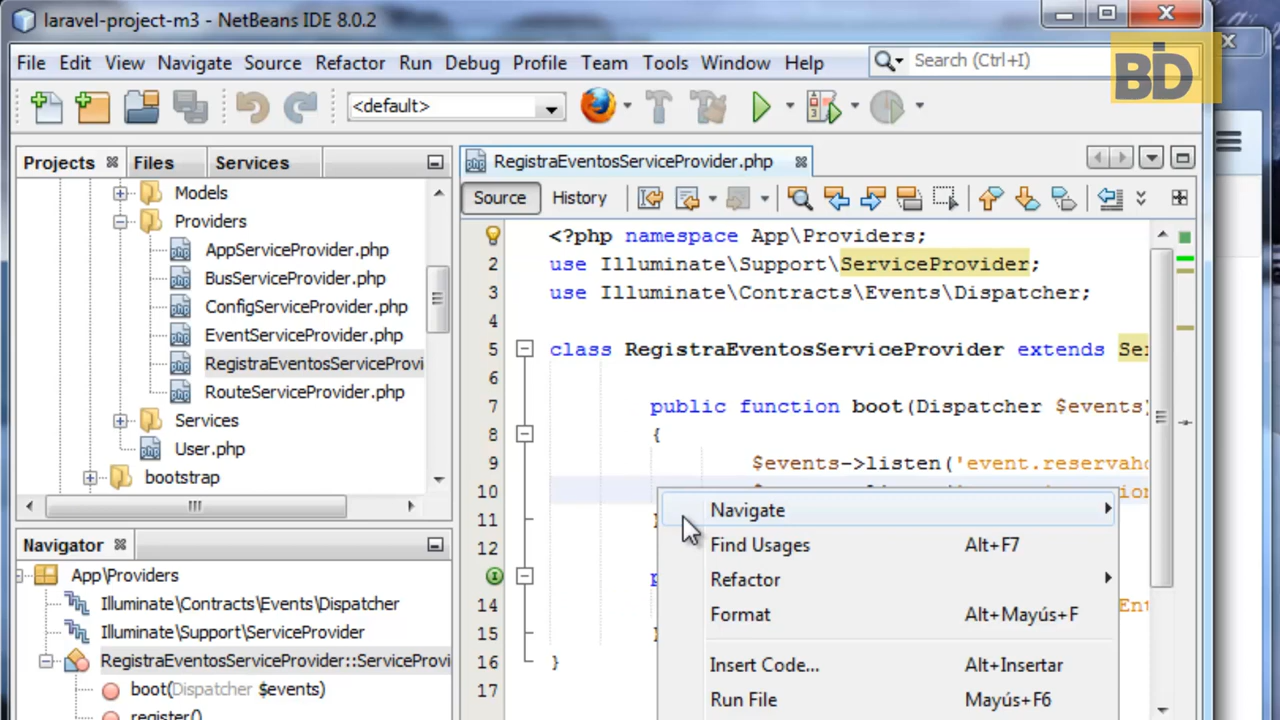 laravel-project-m3 - NetBeans IDE 8.0.2
File Edit View Navigate Source Refactor Run Debug Profile Team Tools Window Help
Search (Ctrl+I)
BD
<default>
Projects
Files
Services
Models
Providers
AppServiceProvider.php
BusServiceProvider.php
ConfigServiceProvider.php
EventServiceProvider.php
RegistraEventosServiceProvi
RouteServiceProvider.php
Services
User.php
bootstrap
Navigator
App\Providers
Illuminate\Contracts\Events\Dispatcher
Illuminate\Support\ServiceProvider
RegistraEventosServiceProvider::ServiceProvi
boot(Dispatcher $events)
register()
RegistraEventosServiceProvider.php
Source
History
<?php namespace App\Providers;
2 use Illuminate\Support\ServiceProvider;
3 use Illuminate\Contracts\Events\Dispatcher;
4
5 class RegistraEventosServiceProvider extends Ser
6
7 public function boot(Dispatcher $events)
8 {
9 $events->listen('event.reservaho
10 ion
11
12
14 Ent
15
16 }
17
Navigate
Find Usages Alt+F7
Refactor
Format Alt+Mayús+F
Insert Code... Alt+Insertar
Run File Mayús+F6